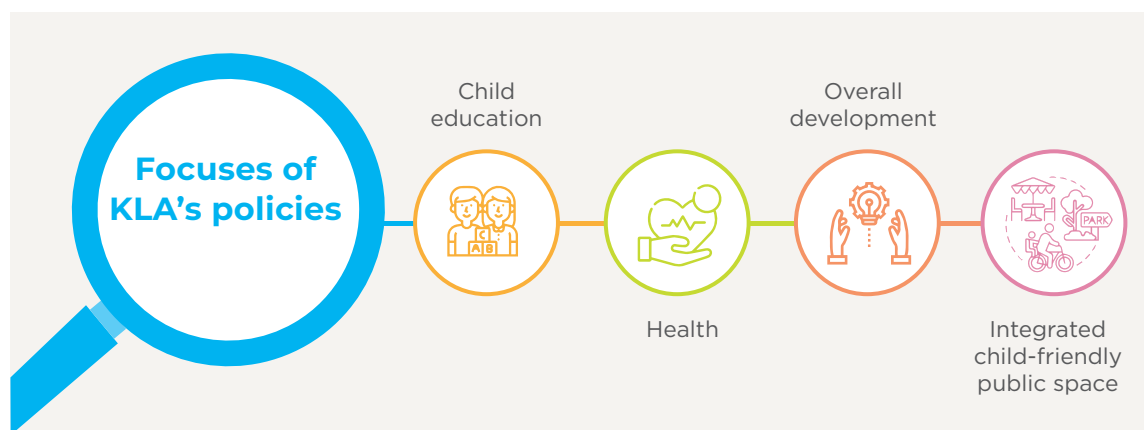 Focuses of
KLA's policies
Child
education
Health
Overall
development
Integrated
child-friendly
public space
C
A B
PARK